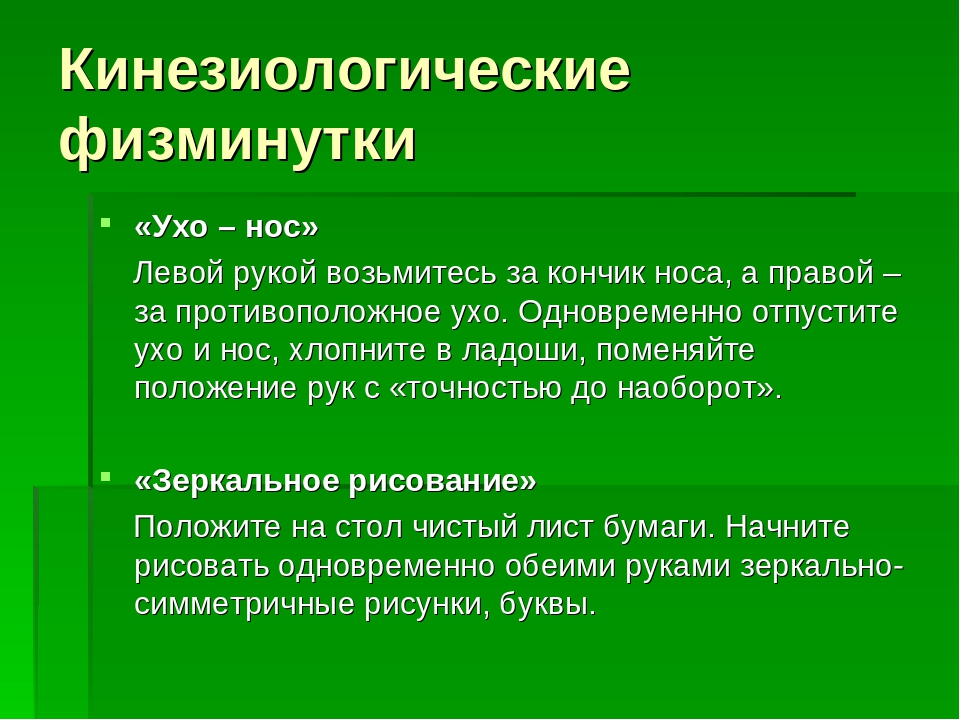 Кинезиологические
физминутки
«Ухо – нос»
Левой рукой возьмитесь за кончик носа, а правой –
за противоположное ухо. Одновременно отпустите
ухо и нос, хлопните в ладоши, поменяйте
положение рук с «точностью до наоборот».
«Зеркальное рисование»
Положите на стол чистый лист бумаги. Начните
рисовать одновременно обеими руками зеркально-
симметричные рисунки, буквы.